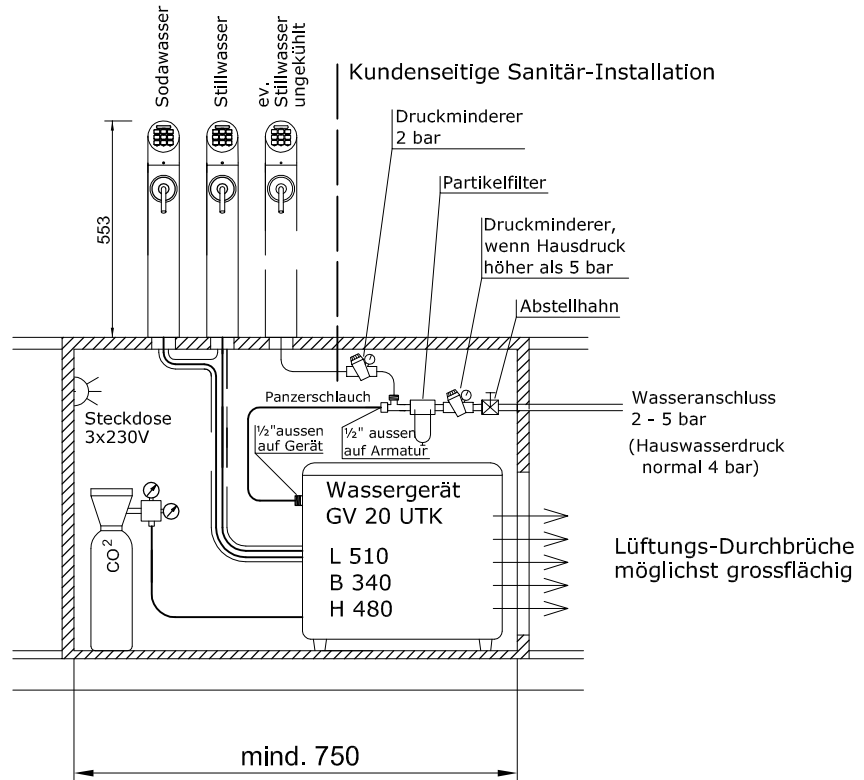 Sodawasser
Stillwasser
ev.
Stillwasser
ungekühlt
Kundenseitige Sanitär-Installation
Druckminderer
2 bar
Partikelfilter
Druckminderer,
wenn Hausdruck
höher als 5 bar
Abstellhahn
553
Panzerschlauch
Steckdose
3x230V
½"aussen
auf Gerät
½" aussen
auf Armatur
Wasseranschluss
2 - 5 bar
(Hauswasserdruck
normal 4 bar)
Wassergerät
GV 20 UTK
L 510
B 340
H 480
CO²
Lüftungs-Durchbrüche
möglichst grossflächig
mind. 750